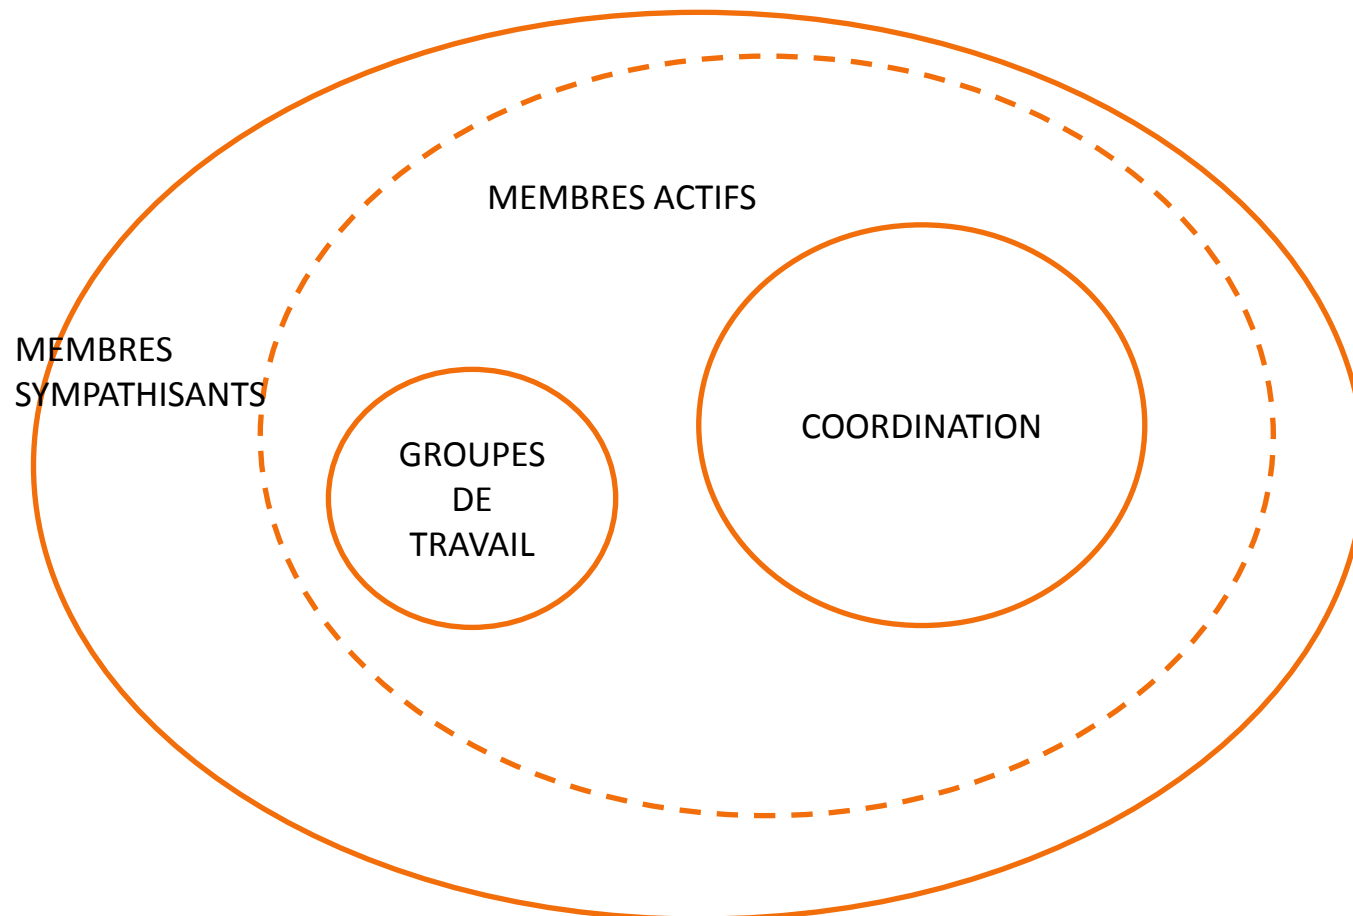 MEMBRES ACTIFS
MEMBRES
SYMPATHISANTS
COORDINATION
GROUPES
DE
TRAVAIL